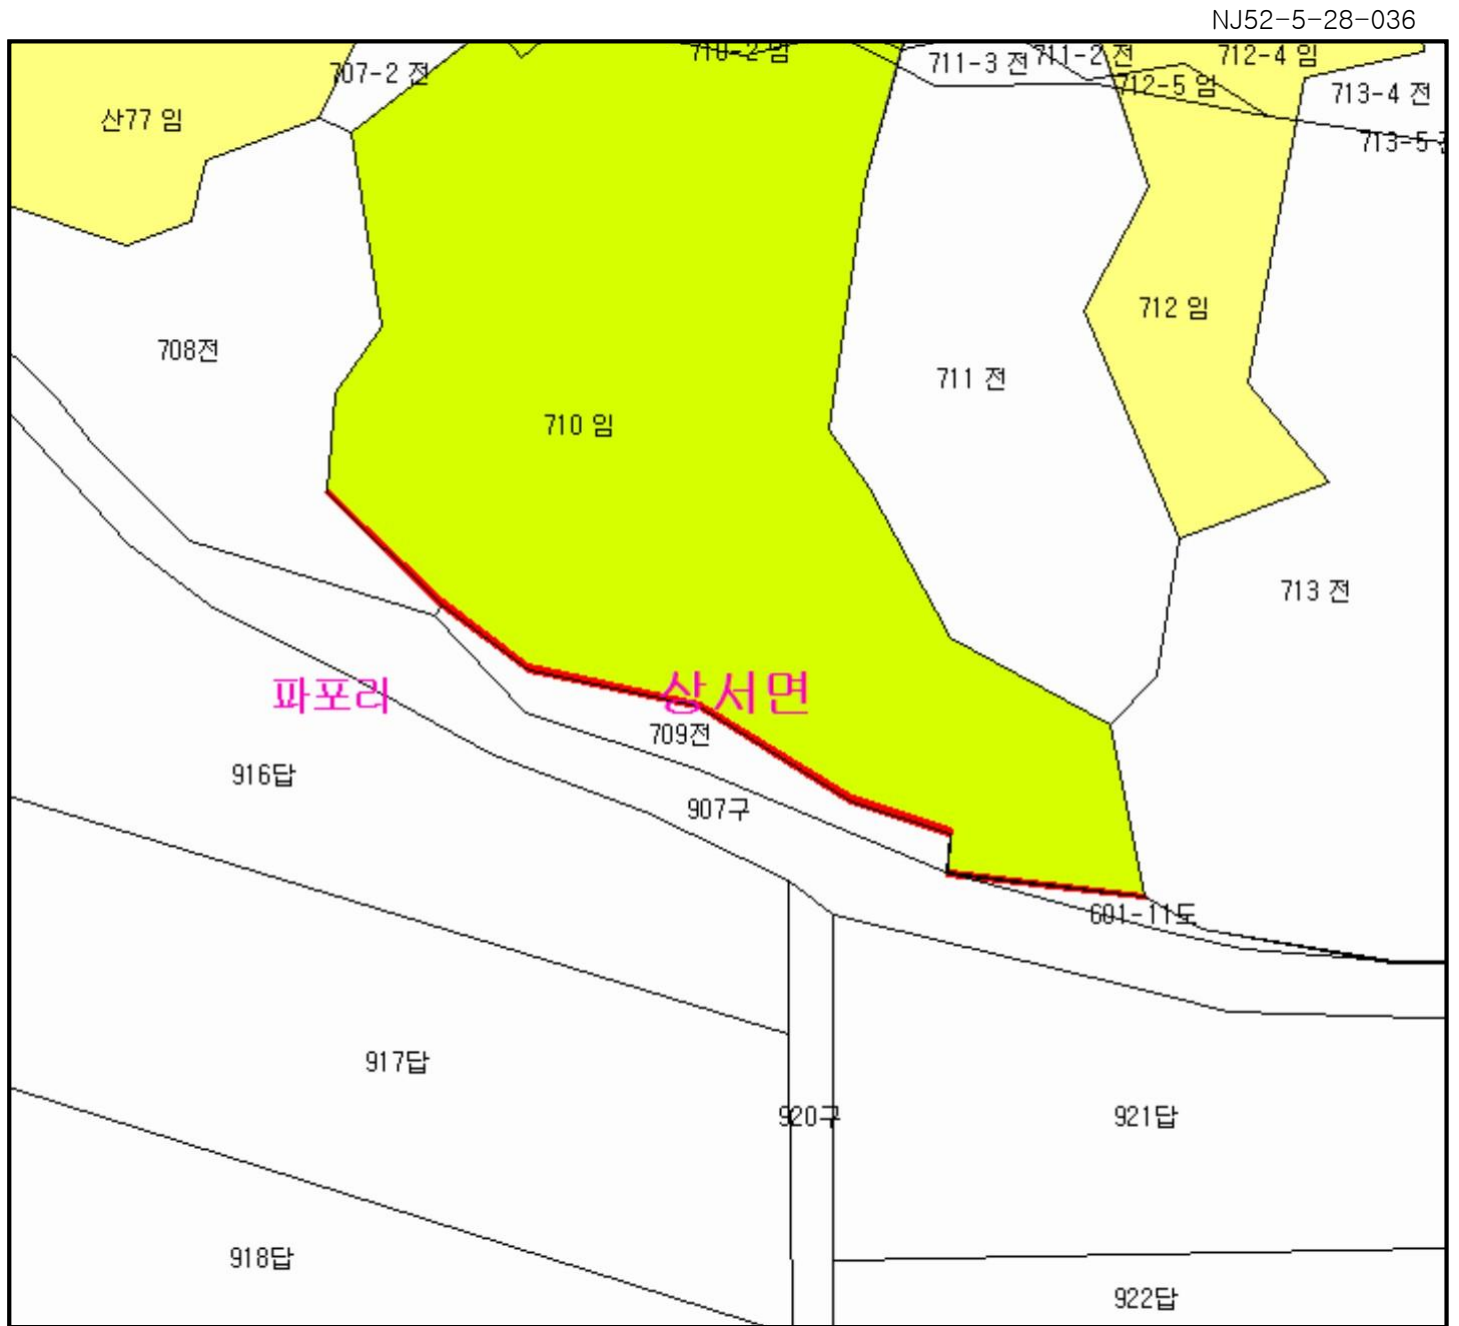 NJ52-5-28-036
707-2 전
710-2 임
711-3 전
711-2 전
712-4 임
712-5 임
713-4 전
713-5
산77 임
708전
710 임
711 전
712 임
713 전
파포리
상서면
709전
907구
916답
601-11도
917답
920구
921답
918답
922답